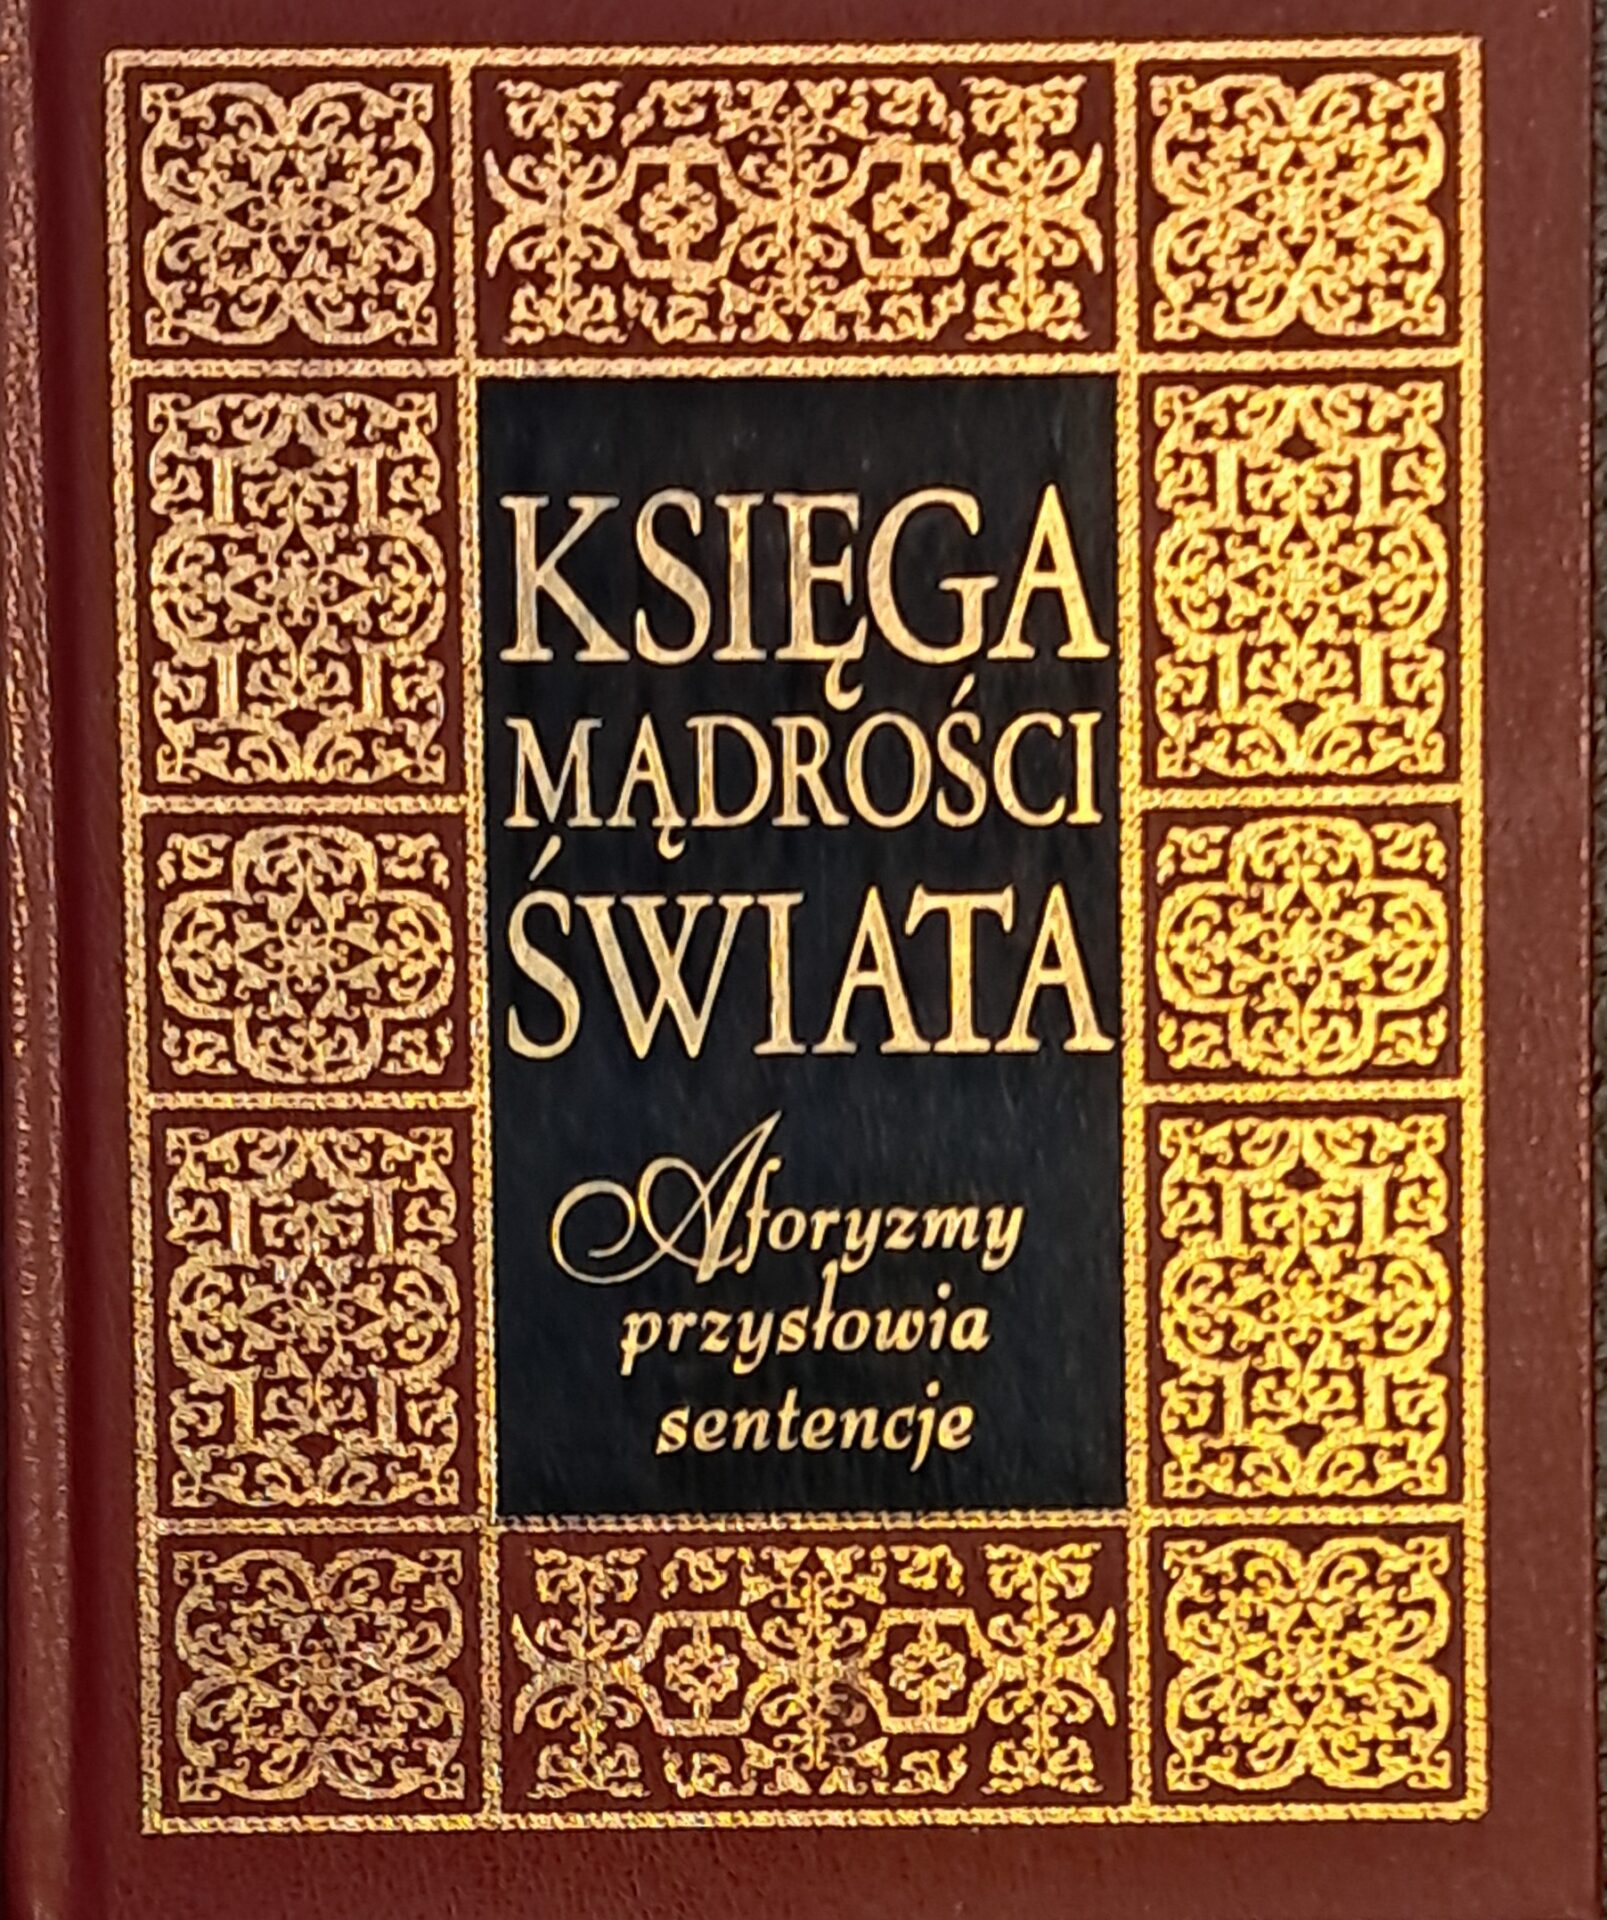 KSIĘGA
MĄDROŚCI
ŚWIATA
Aforyzmy
przysłowia
sentencje